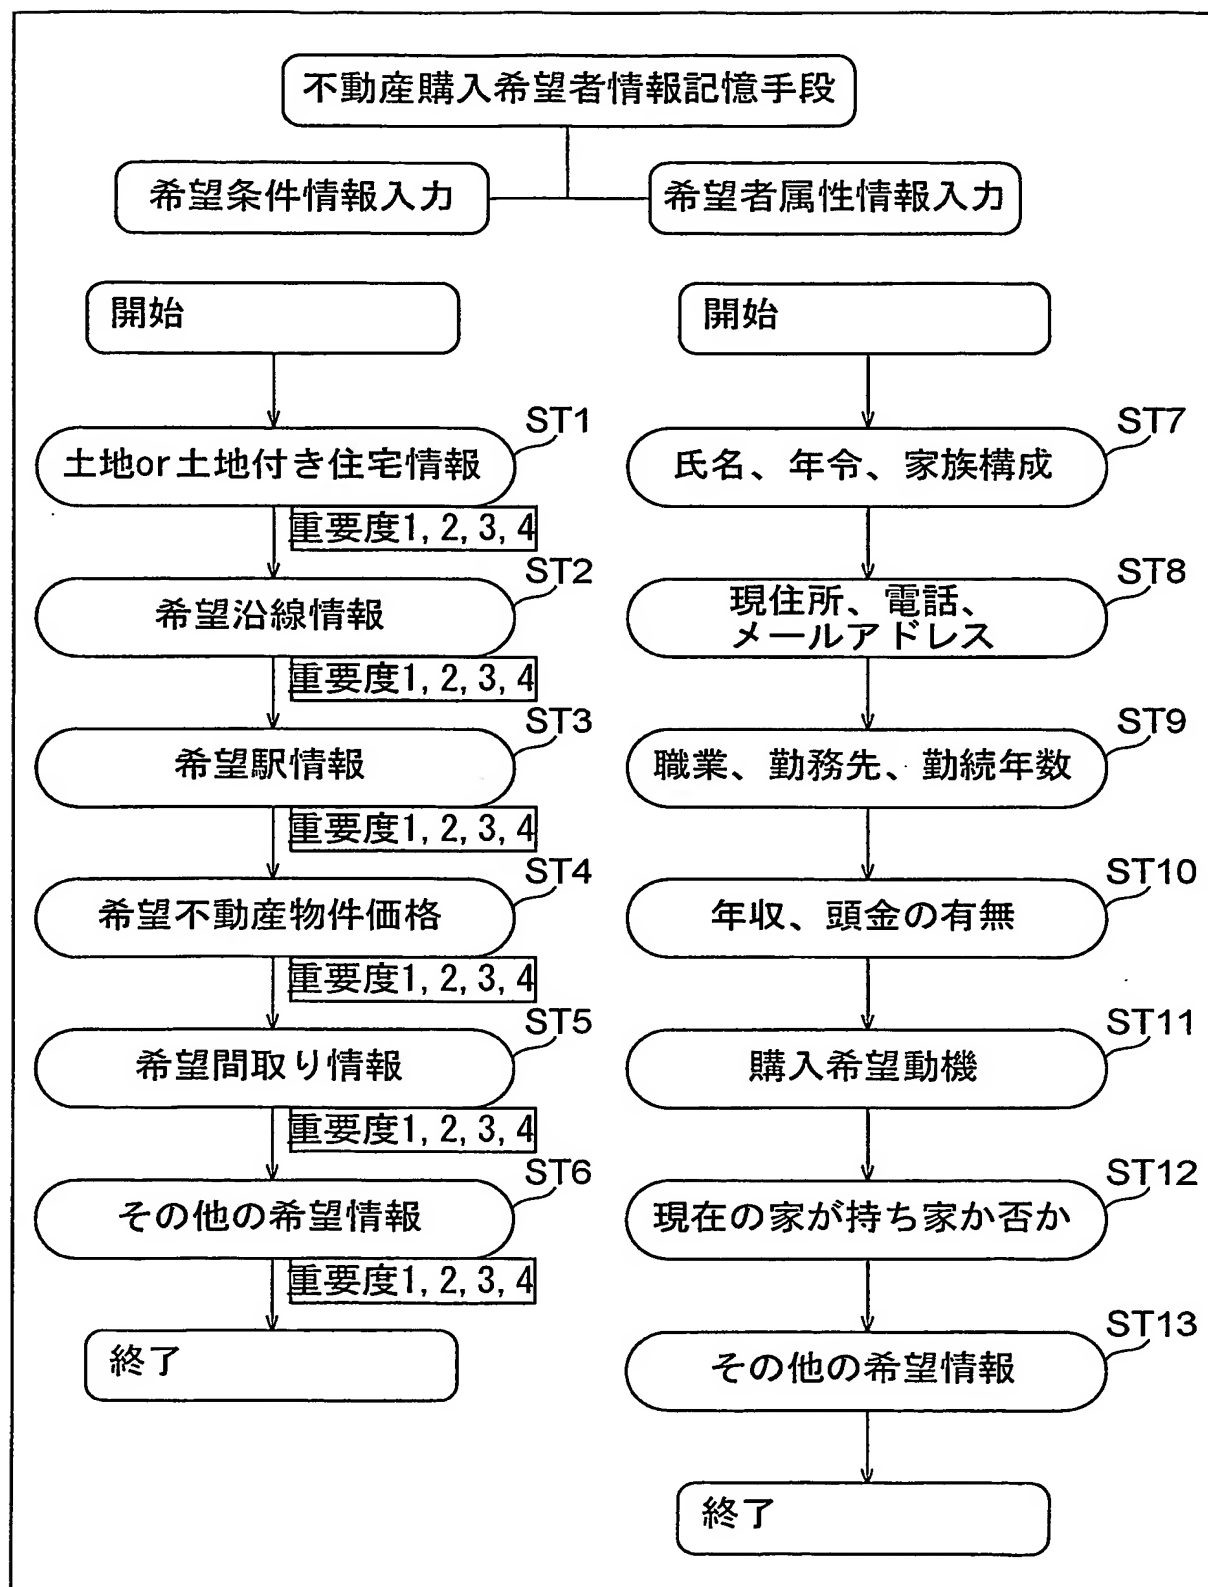 不動産購入希望者情報記憶手段
希望条件情報入力
希望者属性情報入力
開始
ST1
土地or土地付き住宅情報
重要度1, 2, 3, 4
ST2
希望沿線情報
重要度1, 2, 3, 4
ST3
希望駅情報
重要度1, 2, 3, 4
ST4
希望不動産物件価格
重要度1, 2, 3, 4
ST5
希望間取り情報
重要度1, 2, 3, 4
ST6
その他の希望情報
重要度1, 2, 3, 4
終了
開始
ST7
氏名、年令、家族構成
ST8
現住所、電話、
メールアドレス
ST9
職業、勤務先、勤続年数
ST10
年収、頭金の有無
ST11
購入希望動機
ST12
現在の家が持ち家か否か
ST13
その他の希望情報
終了